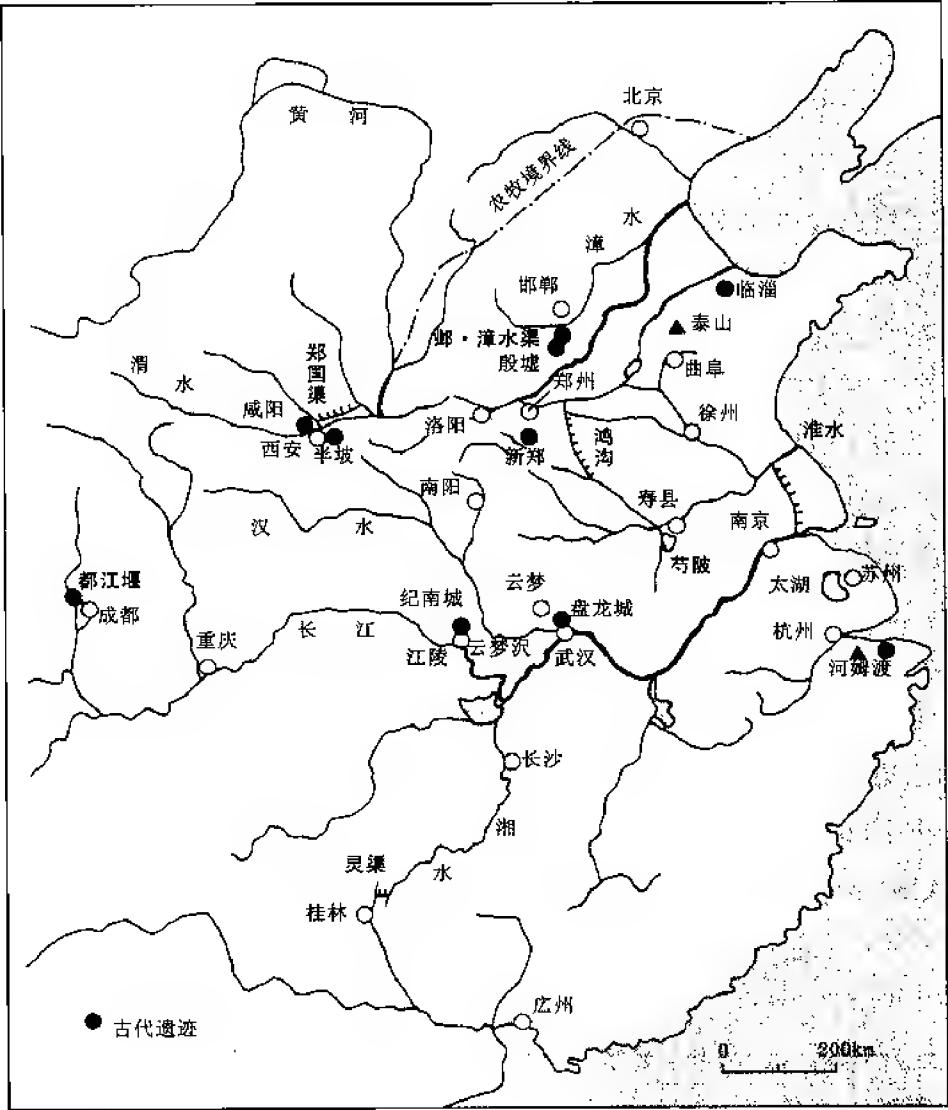 北京
黄 河
农牧境界线
漳 水
邯郸
临淄
邺·漳水渠
泰山
殷墟
渭 水
郑国渠
曲阜
郑州
咸阳
洛阳
徐州
西安
半坡
新郑
鸿沟
淮水
南阳
寿县
汉 水
南京
芍陂
都江堰
成都
云梦
太湖
苏州
纪南城
盘龙城
重庆
长 江
江陵
云梦沢
武汉
杭州
河姆渡
长沙
湘 水
灵渠
桂林
広州
古代遗迹
0 200km